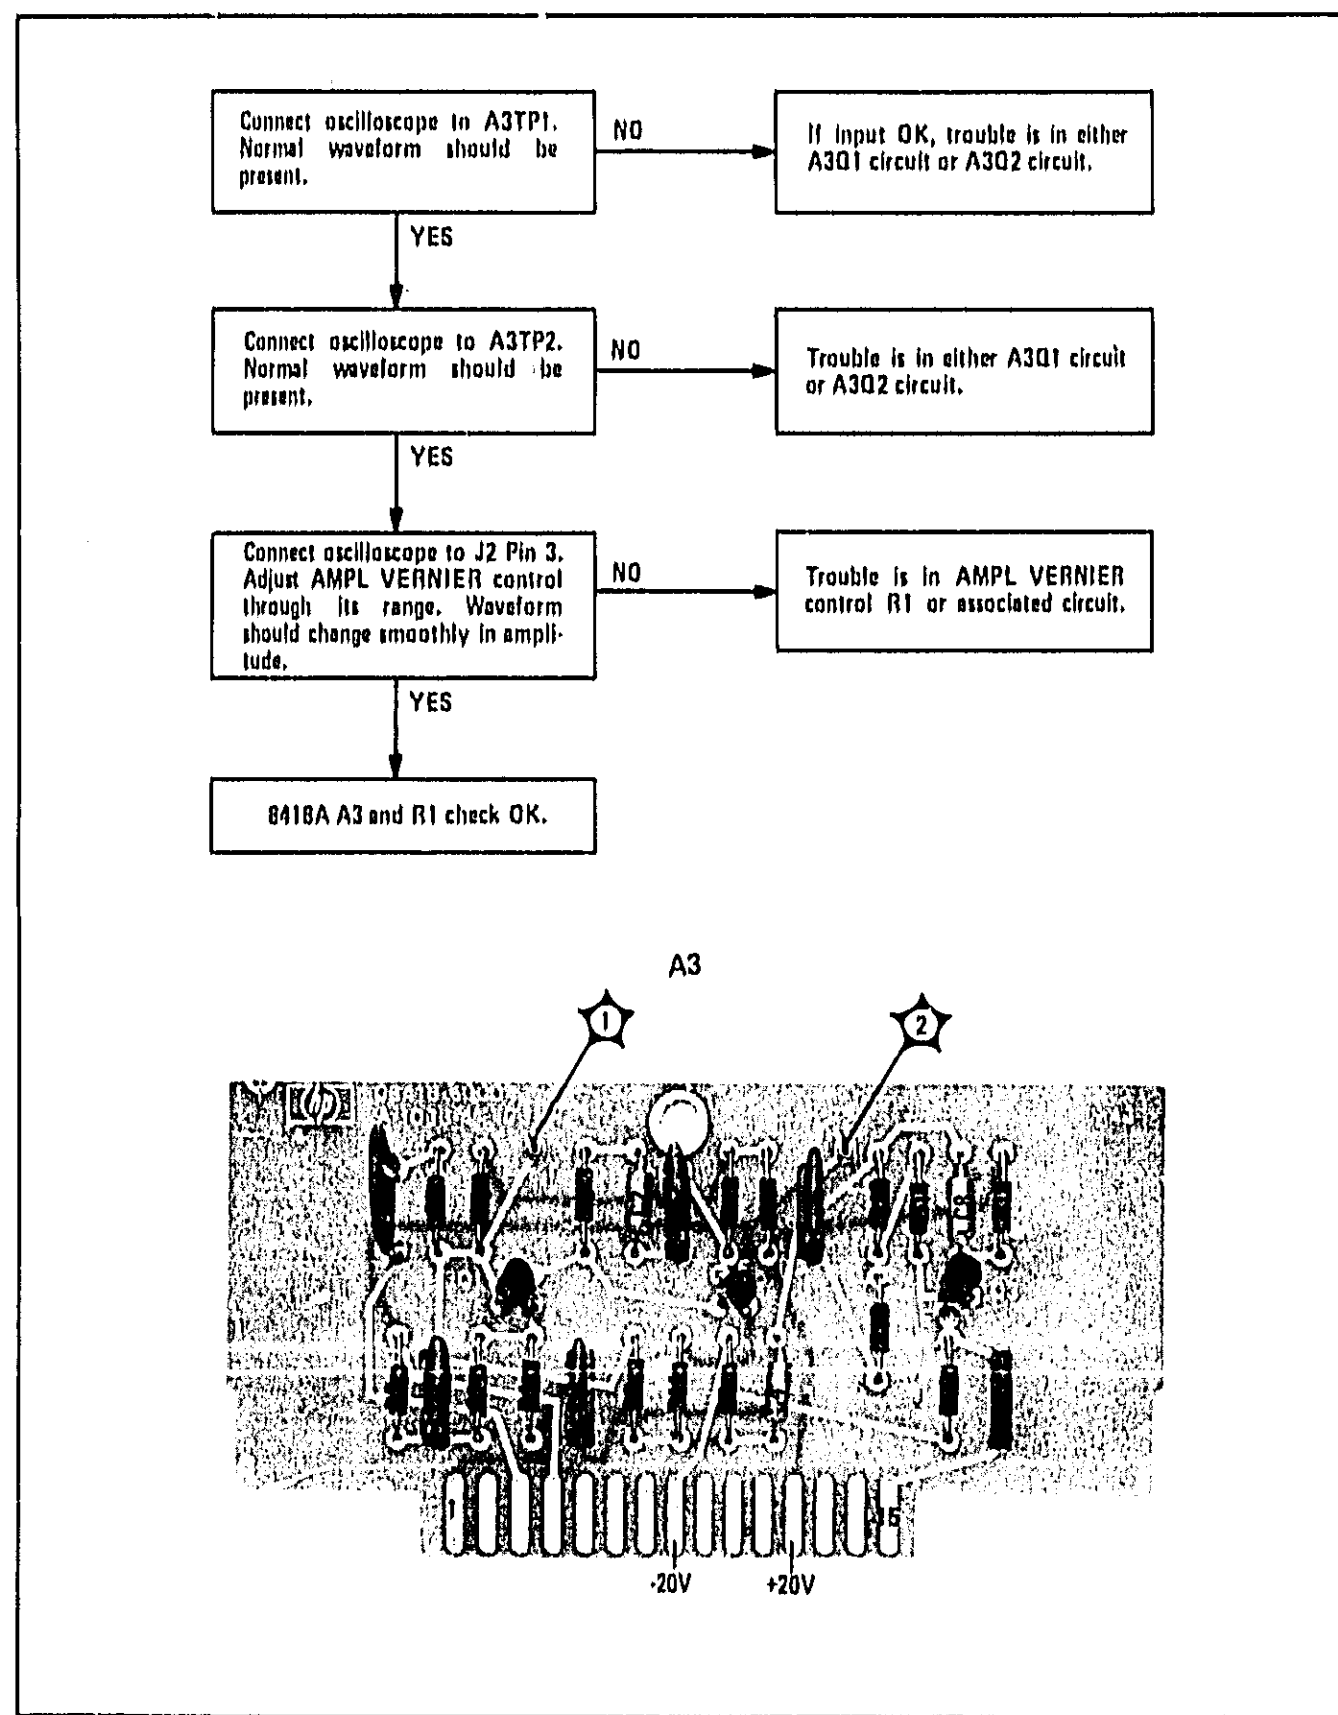 Connect oscilloscope to A3TP1.
Normal waveform should be
present.
NO
If input OK, trouble is in either
A3Q1 circuit or A3Q2 circuit.
YES
Connect oscilloscope to A3TP2.
Normal waveform should be
present.
NO
Trouble is in either A3Q1 circuit
or A3Q2 circuit.
YES
Connect oscilloscope to J2 Pin 3.
Adjust AMPL VERNIER control
through its range. Waveform
should change smoothly in ampli-
tude.
NO
Trouble is in AMPL VERNIER
control R1 or associated circuit.
YES
8418A A3 and R1 check OK.
A3
1
2
hp
1
15
-20V
+20V